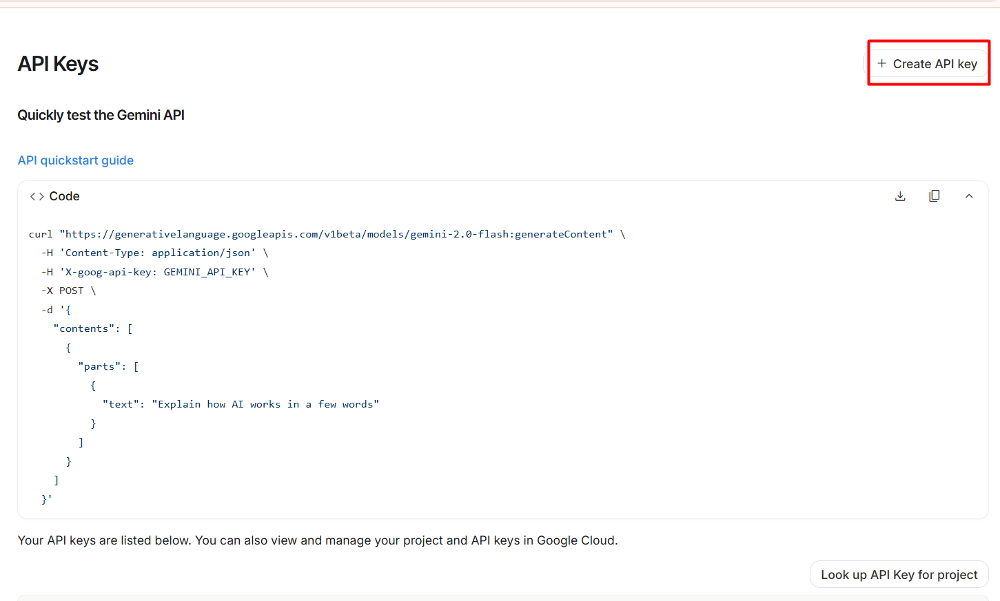 API Keys
+ Create API key
Quickly test the Gemini API
API quickstart guide
<> Code
curl "https://generativelanguage.googleapis.com/v1beta/models/gemini-2.0-flash:generateContent" \
  -H 'Content-Type: application/json' \
  -H 'X-goog-api-key: GEMINI_API_KEY' \
  -X POST \
  -d '{
    "contents": [
      {
        "parts": [
          {
            "text": "Explain how AI works in a few words"
          }
        ]
      }
    ]
  }'
Your API keys are listed below. You can also view and manage your project and API keys in Google Cloud.
Look up API Key for project